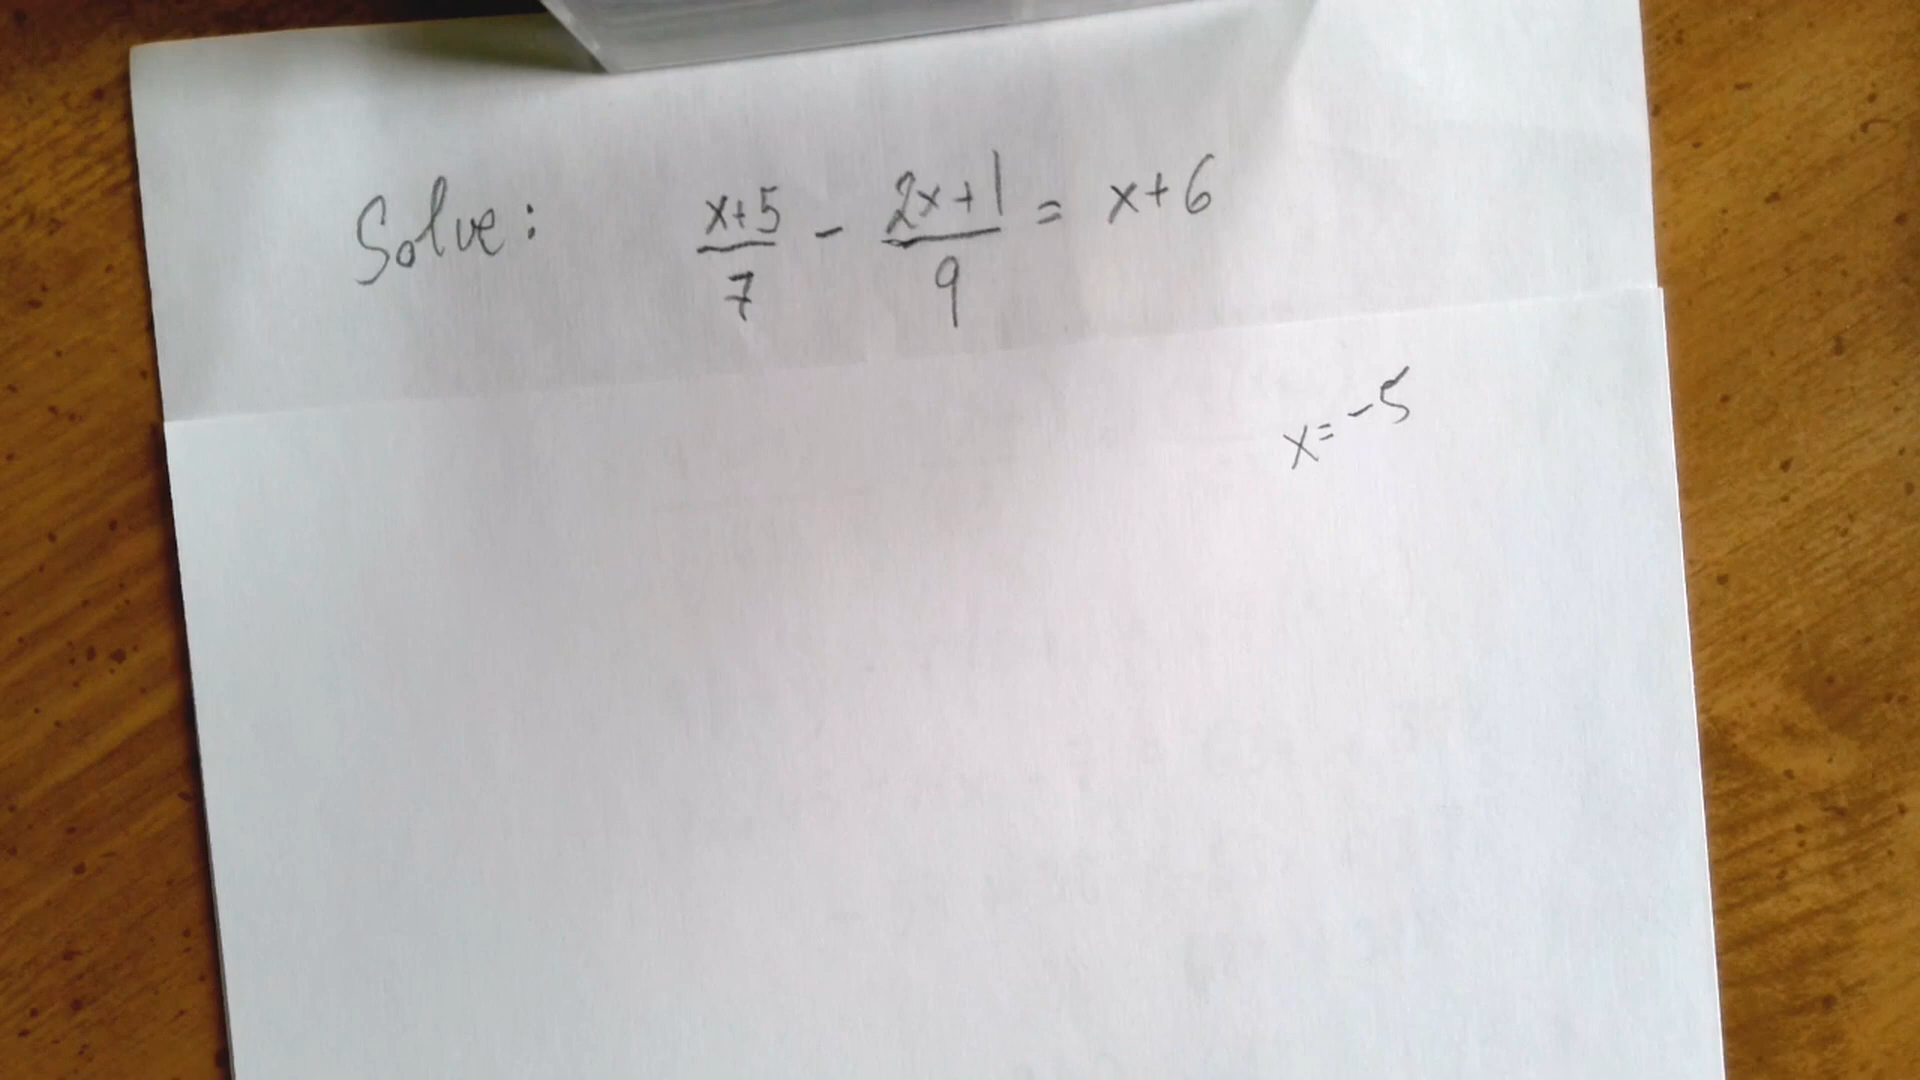 Solve: (x+5)/7 - (2x+1)/9 = x+6
x = -5